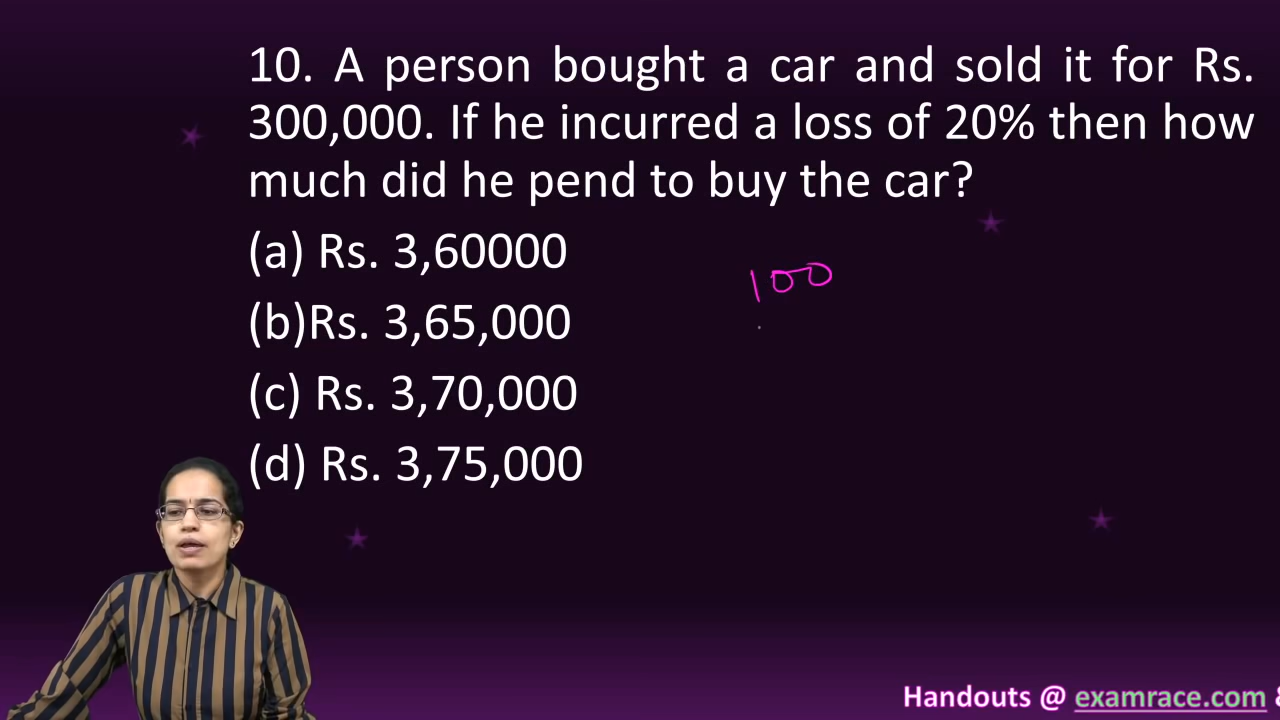 10. A person bought a car and sold it for Rs.
300,000. If he incurred a loss of 20% then how
much did he pend to buy the car?
(a) Rs. 3,60000
100
(b)Rs. 3,65,000
(c) Rs. 3,70,000
(d) Rs. 3,75,000
Handouts @ examrace.com &